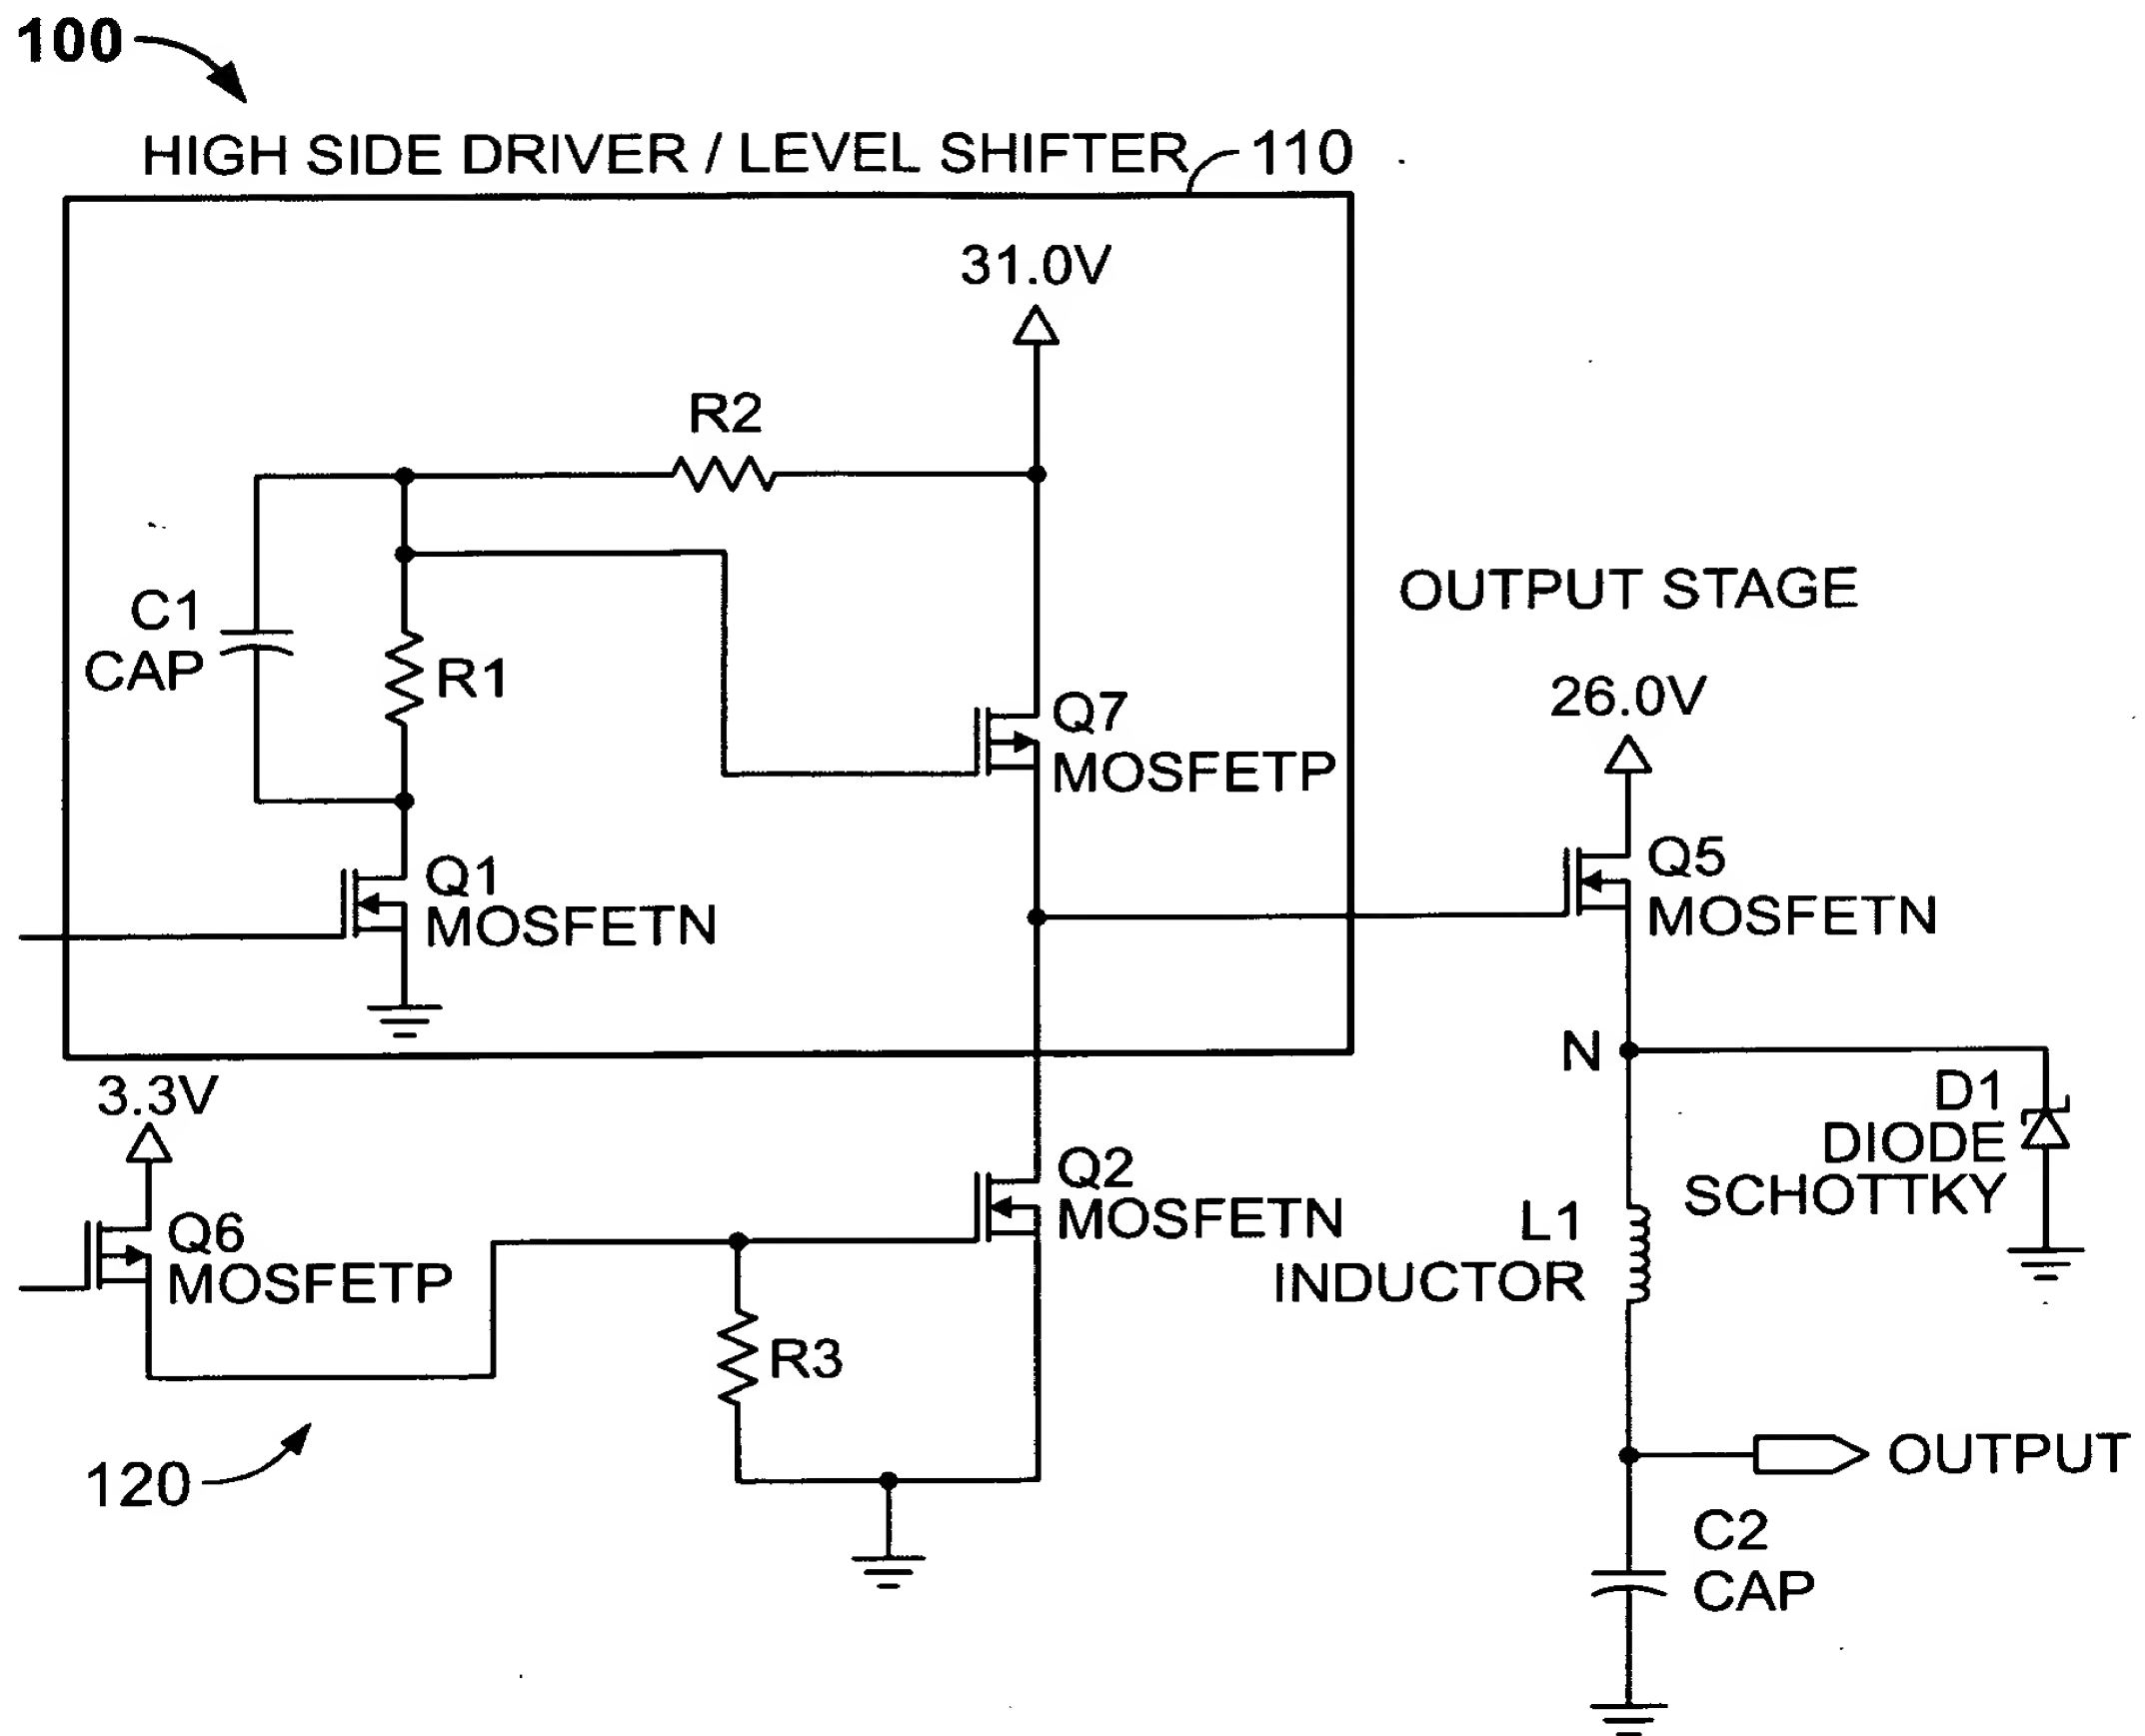 100
HIGH SIDE DRIVER / LEVEL SHIFTER
110
31.0V
R2
C1
CAP
R1
Q7
MOSFETP
OUTPUT STAGE
26.0V
Q1
MOSFETN
Q5
MOSFETN
N
3.3V
D1
DIODE
SCHOTTKY
Q2
MOSFETN
Q6
MOSFETP
L1
INDUCTOR
R3
120
OUTPUT
C2
CAP